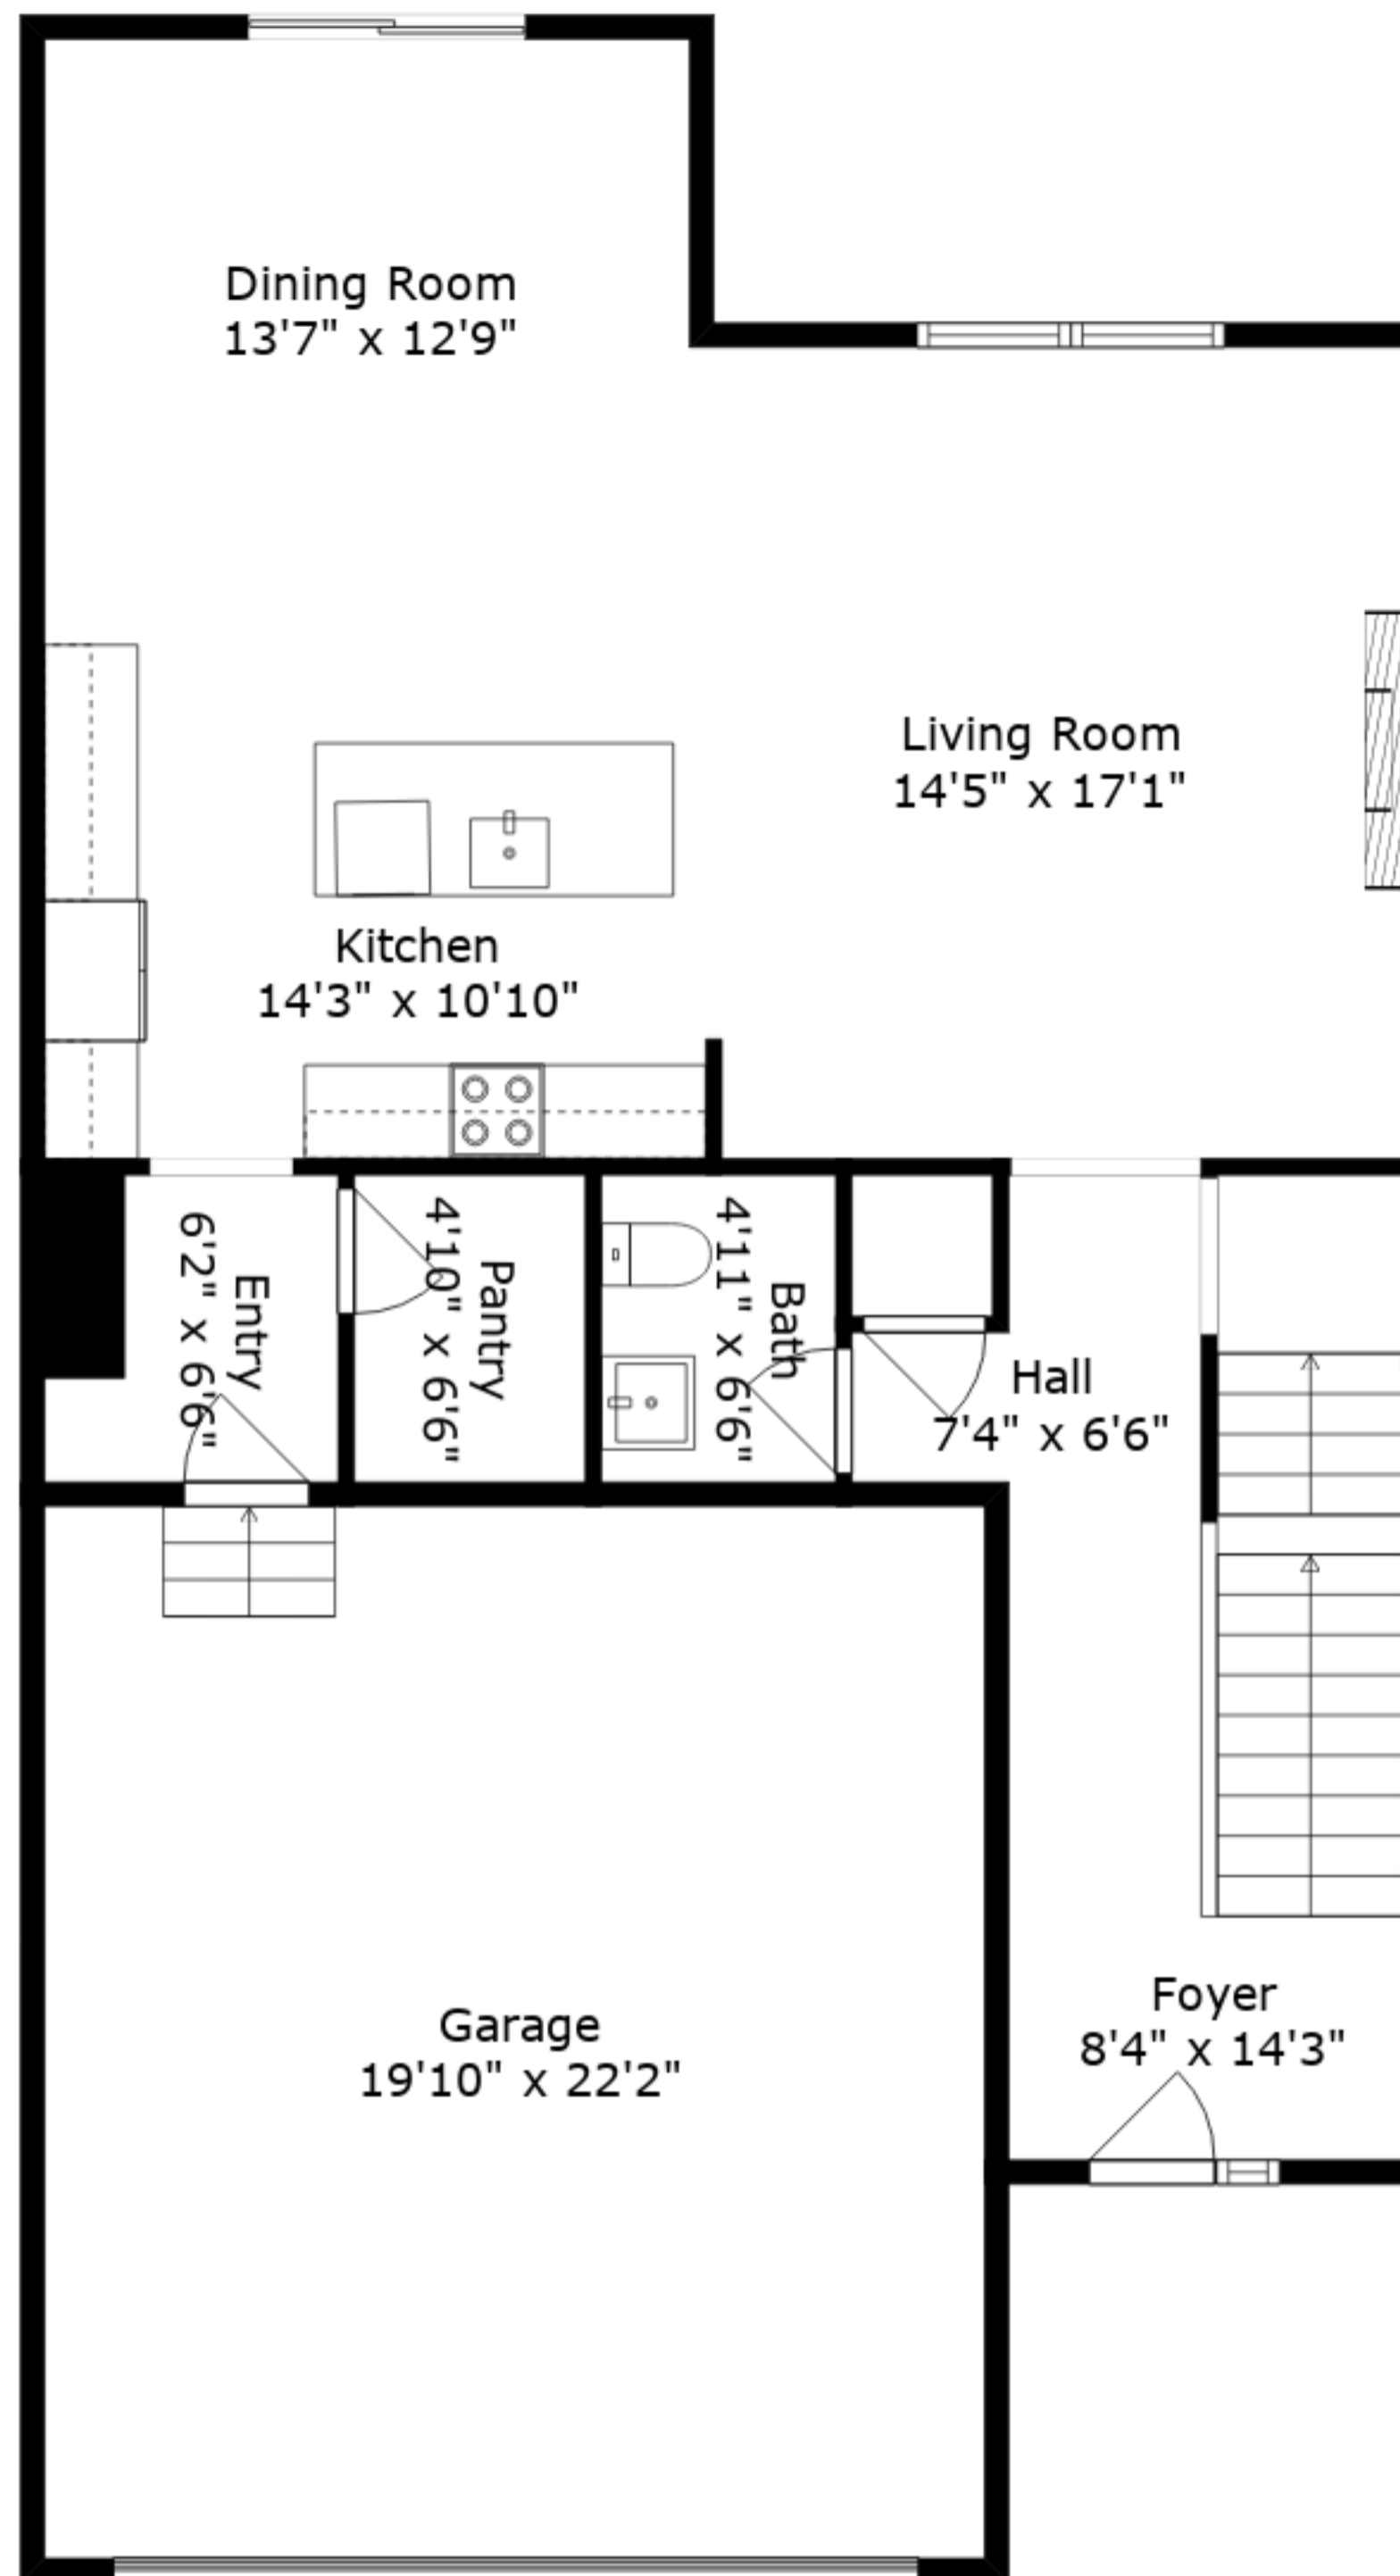 Dining Room
13'7" x 12'9"
Living Room
14'5" x 17'1"
Kitchen
14'3" x 10'10"
Entry
6'2" x 6'6"
Pantry
4'10" x 6'6"
Bath
4'11" x 6'6"
Hall
7'4" x 6'6"
Foyer
8'4" x 14'3"
Garage
19'10" x 22'2"